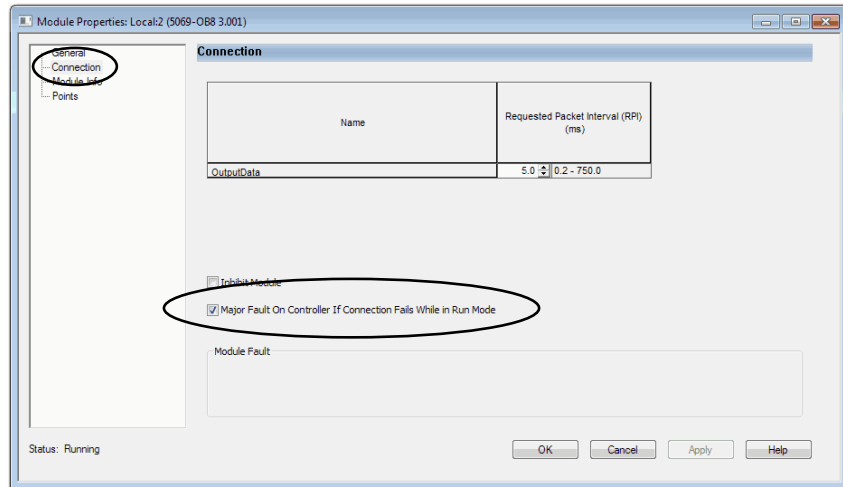 Module Properties: Local:2 (5069-OB8 3.001)
General
Connection
Module Info
Points
Connection
Name
Requested Packet Interval (RPI)
(ms)
OutputData
5.0
0.2 - 750.0
Inhibit Module
Major Fault On Controller If Connection Fails While in Run Mode
Module Fault
Status: Running
OK
Cancel
Apply
Help